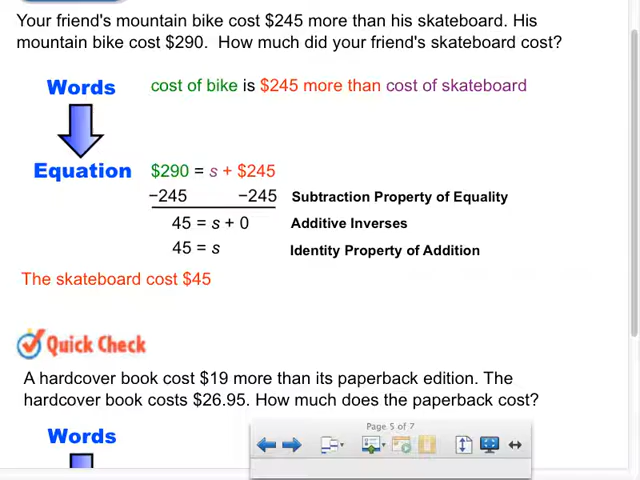 Your friend's mountain bike cost $245 more than his skateboard. His
mountain bike cost $290. How much did your friend's skateboard cost?
Words cost of bike is $245 more than cost of skateboard
Equation $290 = s + $245
−245 −245 Subtraction Property of Equality
45 = s + 0 Additive Inverses
45 = s Identity Property of Addition
The skateboard cost $45
Quick Check
A hardcover book cost $19 more than its paperback edition. The
hardcover book costs $26.95. How much does the paperback cost?
Words
Page 5 of 7